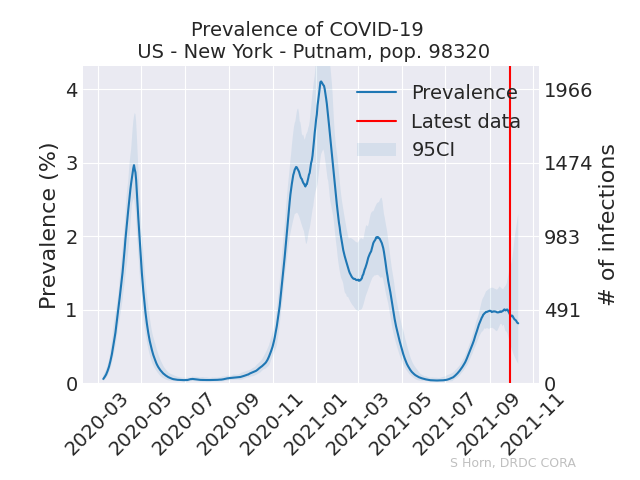 Prevalence of COVID-19
US - New York - Putnam, pop. 98320
Prevalence (%)
4
3
2
1
0
Prevalence
Latest data
95CI
1966
1474
983
491
0
# of infections
2020-03
2020-05
2020-07
2020-09
2020-11
2021-01
2021-03
2021-05
2021-07
2021-09
2021-11
S Horn, DRDC CORA